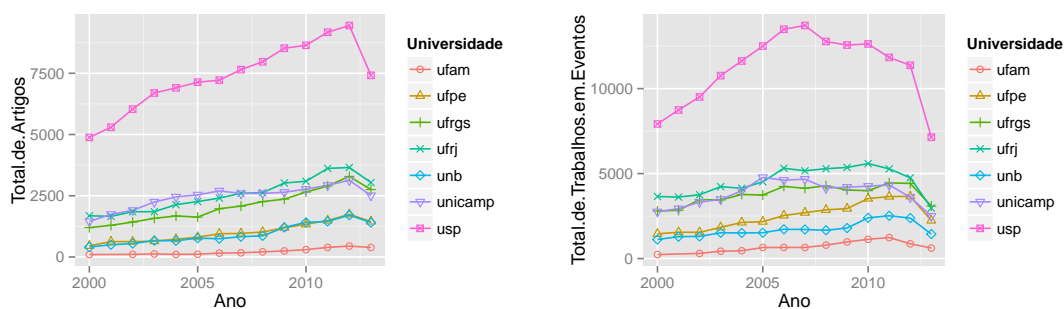 Total.de.Artigos
7500
5000
2500
0
2000
2005
2010
Ano
Universidade
ufam
ufpe
ufrgs
ufrj
unb
unicamp
usp
Total.de.Trabalhos.em.Eventos
10000
5000
0
2000
2005
2010
Ano
Universidade
ufam
ufpe
ufrgs
ufrj
unb
unicamp
usp